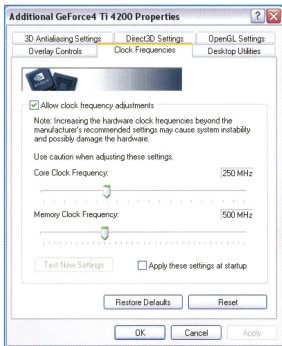 Additional GeForce4 Ti 4200 Properties
3D Antialiasing Settings
Direct3D Settings
OpenGL Settings
Overlay Controls
Clock Frequencies
Desktop Utilities
Allow clock frequency adjustments
Note: Increasing the hardware clock frequencies beyond the
manufacturer's recommended settings may cause system instability
and possibly damage the hardware.
Use caution when adjusting these settings.
Core Clock Frequency:
250 MHz
Memory Clock Frequency:
500 MHz
Test New Settings
Apply these settings at startup
Restore Defaults
Reset
OK
Cancel
Apply